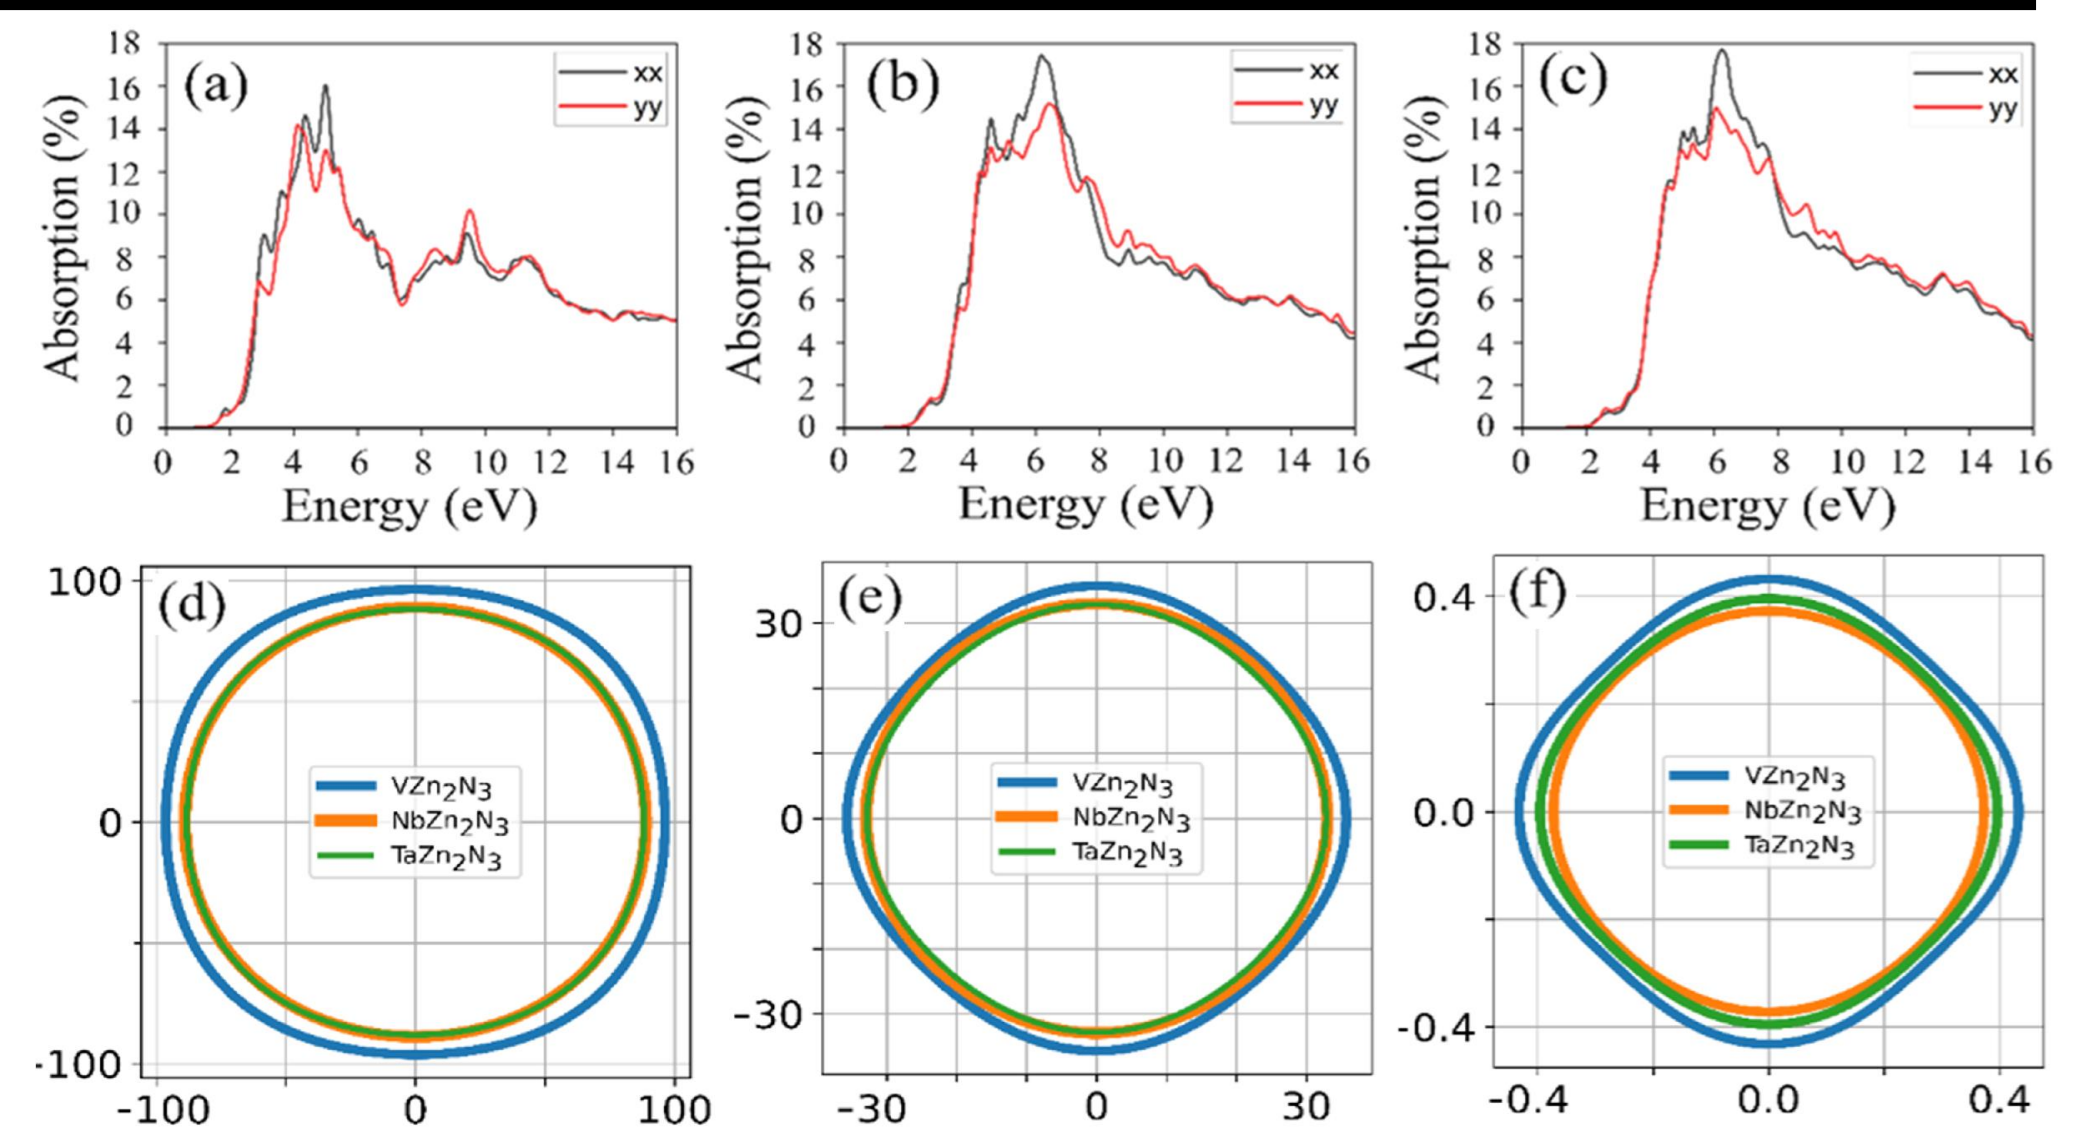 (a)
xx
yy
18
16
14
12
10
8
6
4
2
0
Absorption (%)
0 2 4 6 8 10 12 14 16
Energy (eV)
(b)
xx
yy
18
16
14
12
10
8
6
4
2
0
Absorption (%)
0 2 4 6 8 10 12 14 16
Energy (eV)
(c)
xx
yy
18
16
14
12
10
8
6
4
2
0
Absorption (%)
0 2 4 6 8 10 12 14 16
Energy (eV)
(d)
100
0
-100
VZn2N3
NbZn2N3
TaZn2N3
-100 0 100
(e)
30
0
-30
VZn2N3
NbZn2N3
TaZn2N3
-30 0 30
(f)
0.4
0.0
-0.4
VZn2N3
NbZn2N3
TaZn2N3
-0.4 0.0 0.4